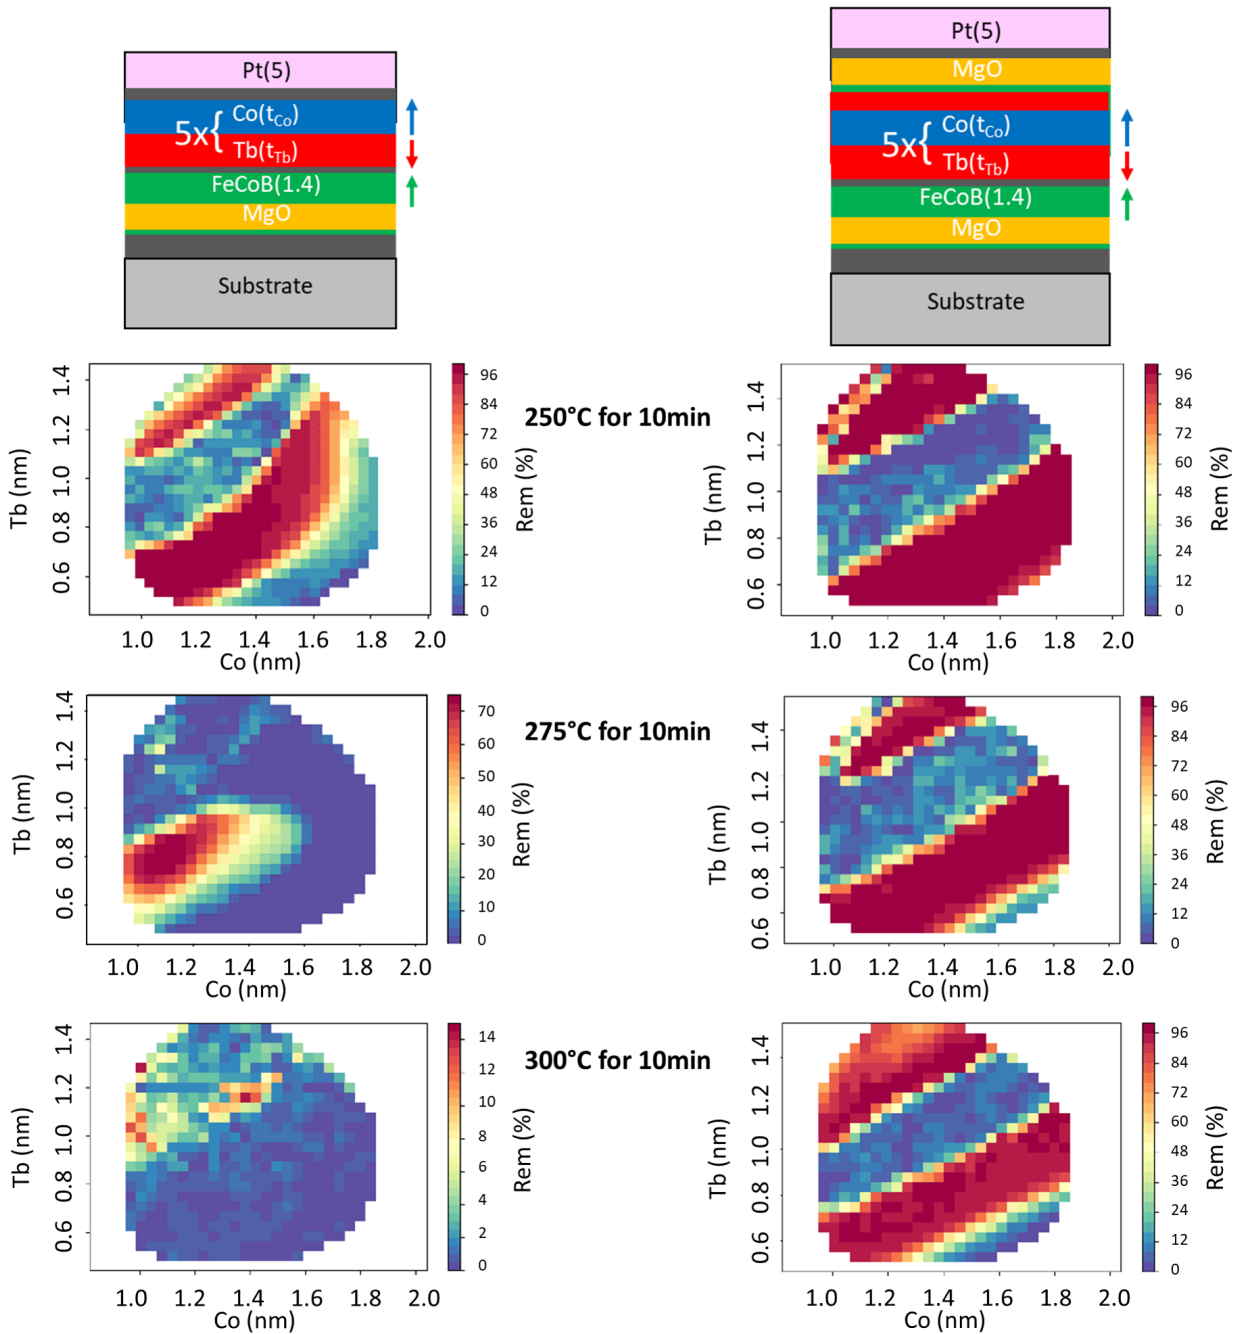 Pt(5)
5x{
Co(tCo)
Tb(tTb)
FeCoB(1.4)
MgO
Substrate
Pt(5)
MgO
5x{
Co(tCo)
Tb(tTb)
FeCoB(1.4)
MgO
Substrate
250°C for 10min
Tb (nm)
1.4
1.2
1.0
0.8
0.6
1.0 1.2 1.4 1.6 1.8 2.0
Co (nm)
96
84
72
60
48
36
24
12
0
Rem (%)
Tb (nm)
1.4
1.2
1.0
0.8
0.6
1.0 1.2 1.4 1.6 1.8 2.0
Co (nm)
96
84
72
60
48
36
24
12
0
Rem (%)
275°C for 10min
Tb (nm)
1.4
1.2
1.0
0.8
0.6
1.0 1.2 1.4 1.6 1.8 2.0
Co (nm)
70
60
50
40
30
20
10
0
Rem (%)
Tb (nm)
1.4
1.2
1.0
0.8
0.6
1.0 1.2 1.4 1.6 1.8 2.0
Co (nm)
96
84
72
60
48
36
24
12
0
Rem (%)
300°C for 10min
Tb (nm)
1.4
1.2
1.0
0.8
0.6
1.0 1.2 1.4 1.6 1.8 2.0
Co (nm)
14
12
10
8
6
4
2
0
Rem (%)
Tb (nm)
1.4
1.2
1.0
0.8
0.6
1.0 1.2 1.4 1.6 1.8 2.0
Co (nm)
96
84
72
60
48
36
24
12
0
Rem (%)